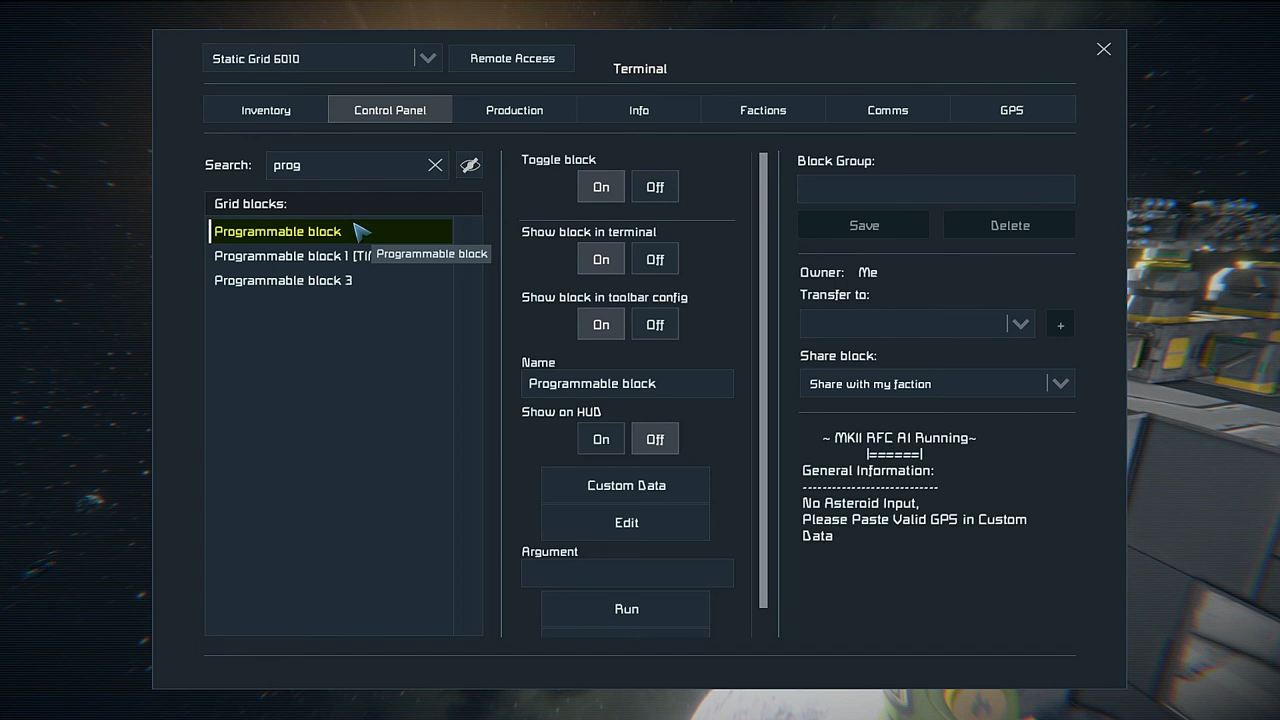 Static Grid 6010
Remote Access
Terminal
Inventory
Control Panel
Production
Info
Factions
Comms
GPS
Search:
prog
Grid blocks:
Programmable block
Programmable block 1
Programmable block
Programmable block 3
Toggle block
On
Off
Show block in terminal
On
Off
Show block in toolbar config
On
Off
Name
Programmable block
Show on HUD
On
Off
Custom Data
Edit
Argument
Run
Block Group:
Save
Delete
Owner: Me
Transfer to:
+
Share block:
Share with my faction
~ MKII RFC AI Running~
|======|
General Information:
---------------------------
No Asteroid Input,
Please Paste Valid GPS in Custom
Data